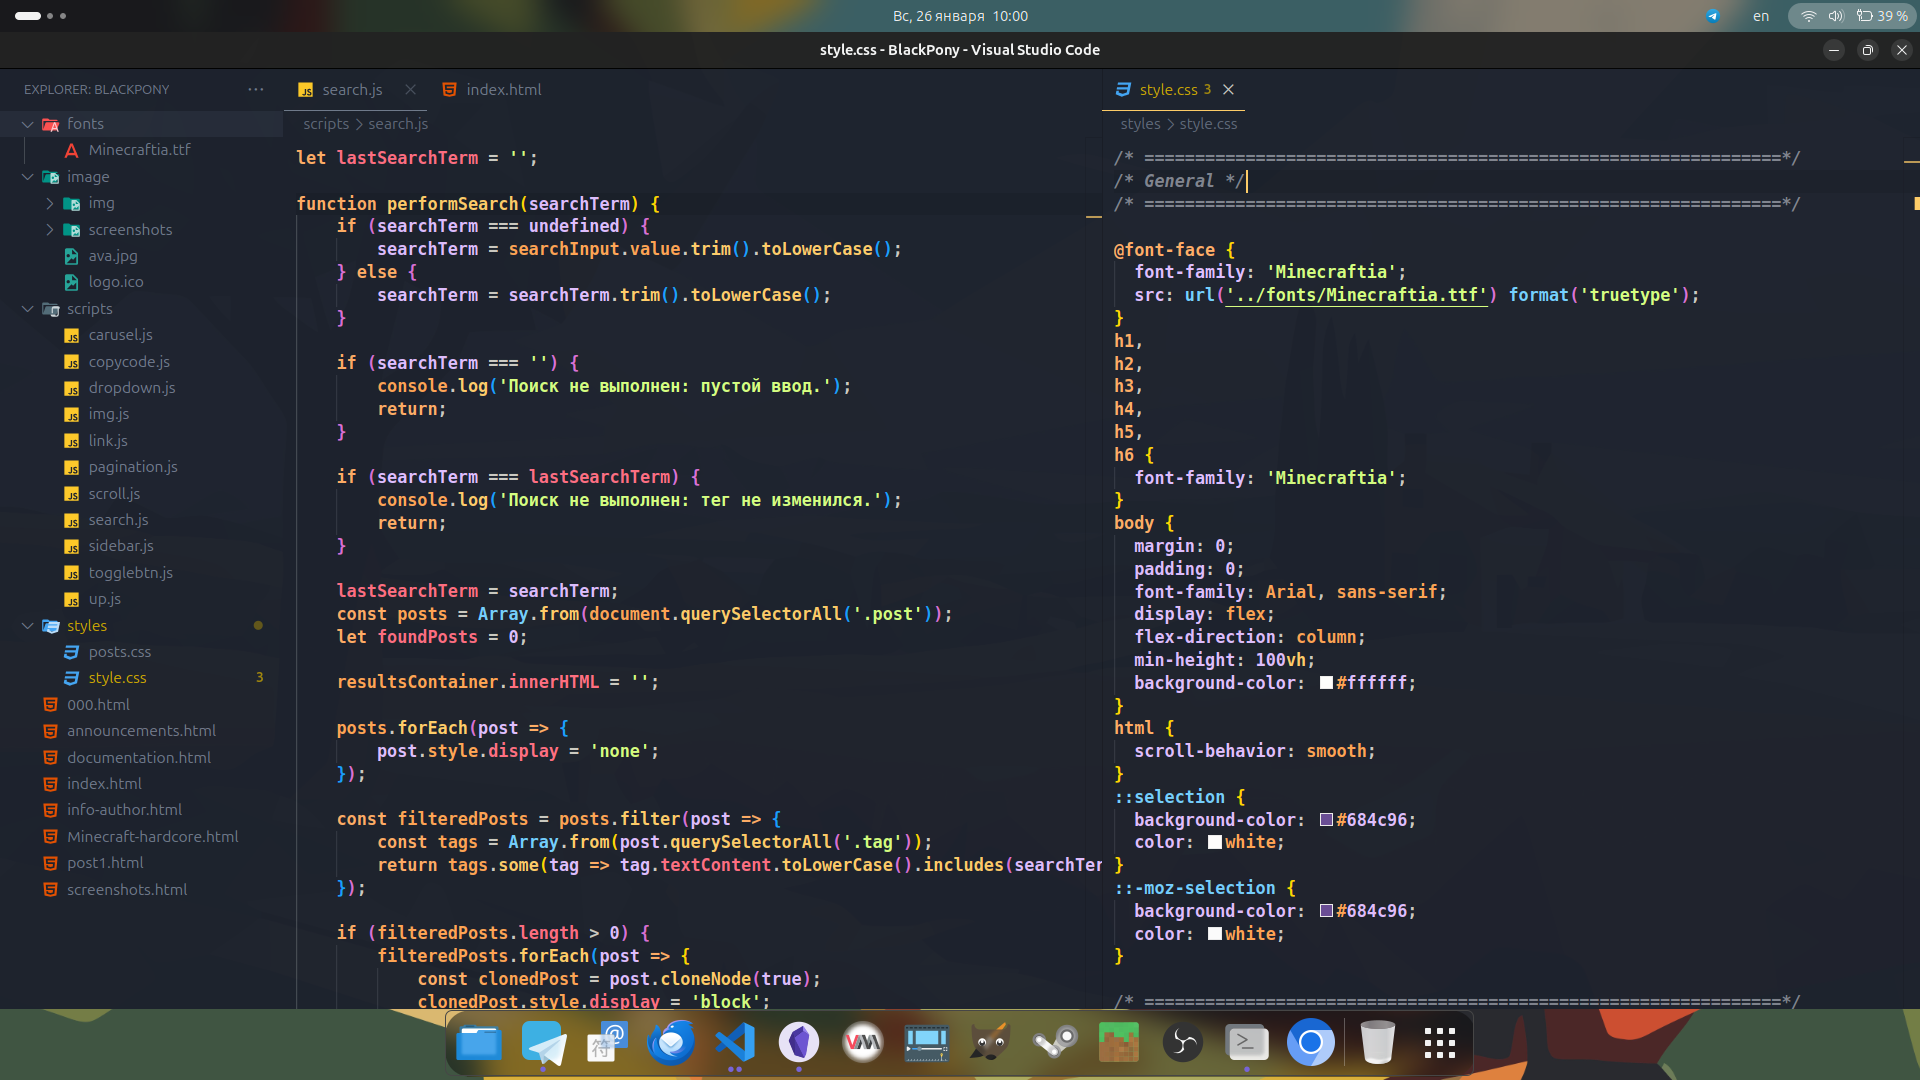 Вс, 26 января 10:00
en
39 %
style.css - BlackPony - Visual Studio Code
EXPLORER: BLACKPONY
fonts
Minecraftia.ttf
image
img
screenshots
ava.jpg
logo.ico
scripts
carusel.js
copycode.js
dropdown.js
img.js
link.js
pagination.js
scroll.js
search.js
sidebar.js
togglebtn.js
up.js
styles
posts.css
style.css 3
000.html
announcements.html
documentation.html
index.html
info-author.html
Minecraft-hardcore.html
post1.html
screenshots.html
search.js
index.html
scripts > search.js
let lastSearchTerm = '';
function performSearch(searchTerm) {
if (searchTerm === undefined) {
searchTerm = searchInput.value.trim().toLowerCase();
} else {
searchTerm = searchTerm.trim().toLowerCase();
}
if (searchTerm === '') {
console.log('Поиск не выполнен: пустой ввод.');
return;
}
if (searchTerm === lastSearchTerm) {
console.log('Поиск не выполнен: тег не изменился.');
return;
}
lastSearchTerm = searchTerm;
const posts = Array.from(document.querySelectorAll('.post'));
let foundPosts = 0;
resultsContainer.innerHTML = '';
posts.forEach(post => {
post.style.display = 'none';
});
const filteredPosts = posts.filter(post => {
const tags = Array.from(post.querySelectorAll('.tag'));
return tags.some(tag => tag.textContent.toLowerCase().includes(searchTer
});
if (filteredPosts.length > 0) {
filteredPosts.forEach(post => {
const clonedPost = post.cloneNode(true);
clonedPost.style.display = 'block';
style.css 3
styles > style.css
/* ===============================================================*/
/* General */
/* ===============================================================*/
@font-face {
font-family: 'Minecraftia';
src: url('../fonts/Minecraftia.ttf') format('truetype');
}
h1,
h2,
h3,
h4,
h5,
h6 {
font-family: 'Minecraftia';
}
body {
margin: 0;
padding: 0;
font-family: Arial, sans-serif;
display: flex;
flex-direction: column;
min-height: 100vh;
background-color: #ffffff;
}
html {
scroll-behavior: smooth;
}
::selection {
background-color: #684c96;
color: white;
}
::-moz-selection {
background-color: #684c96;
color: white;
}
/* ===============================================================*/